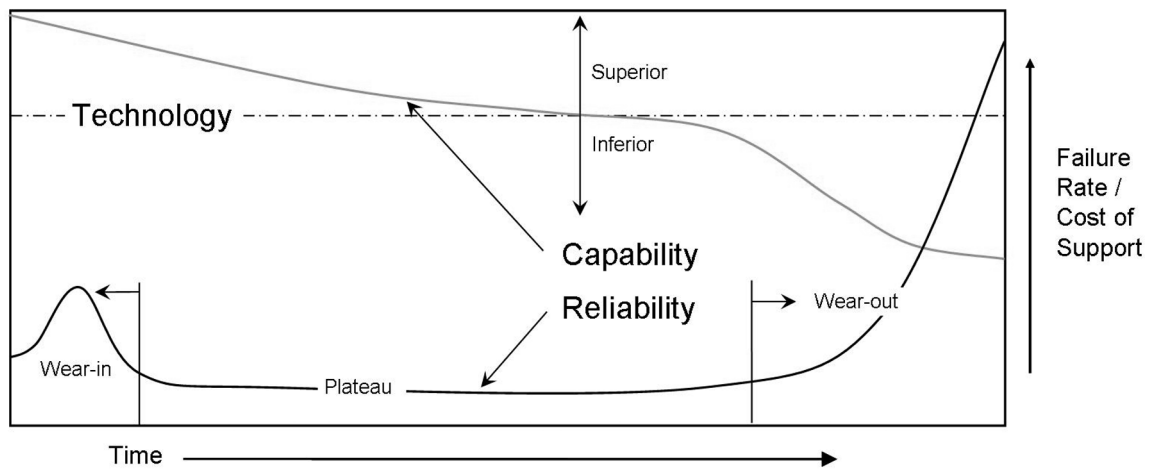 Superior
Technology
Inferior
Failure
Rate /
Cost of
Support
Capability
Reliability
Wear-out
Wear-in
Plateau
Time